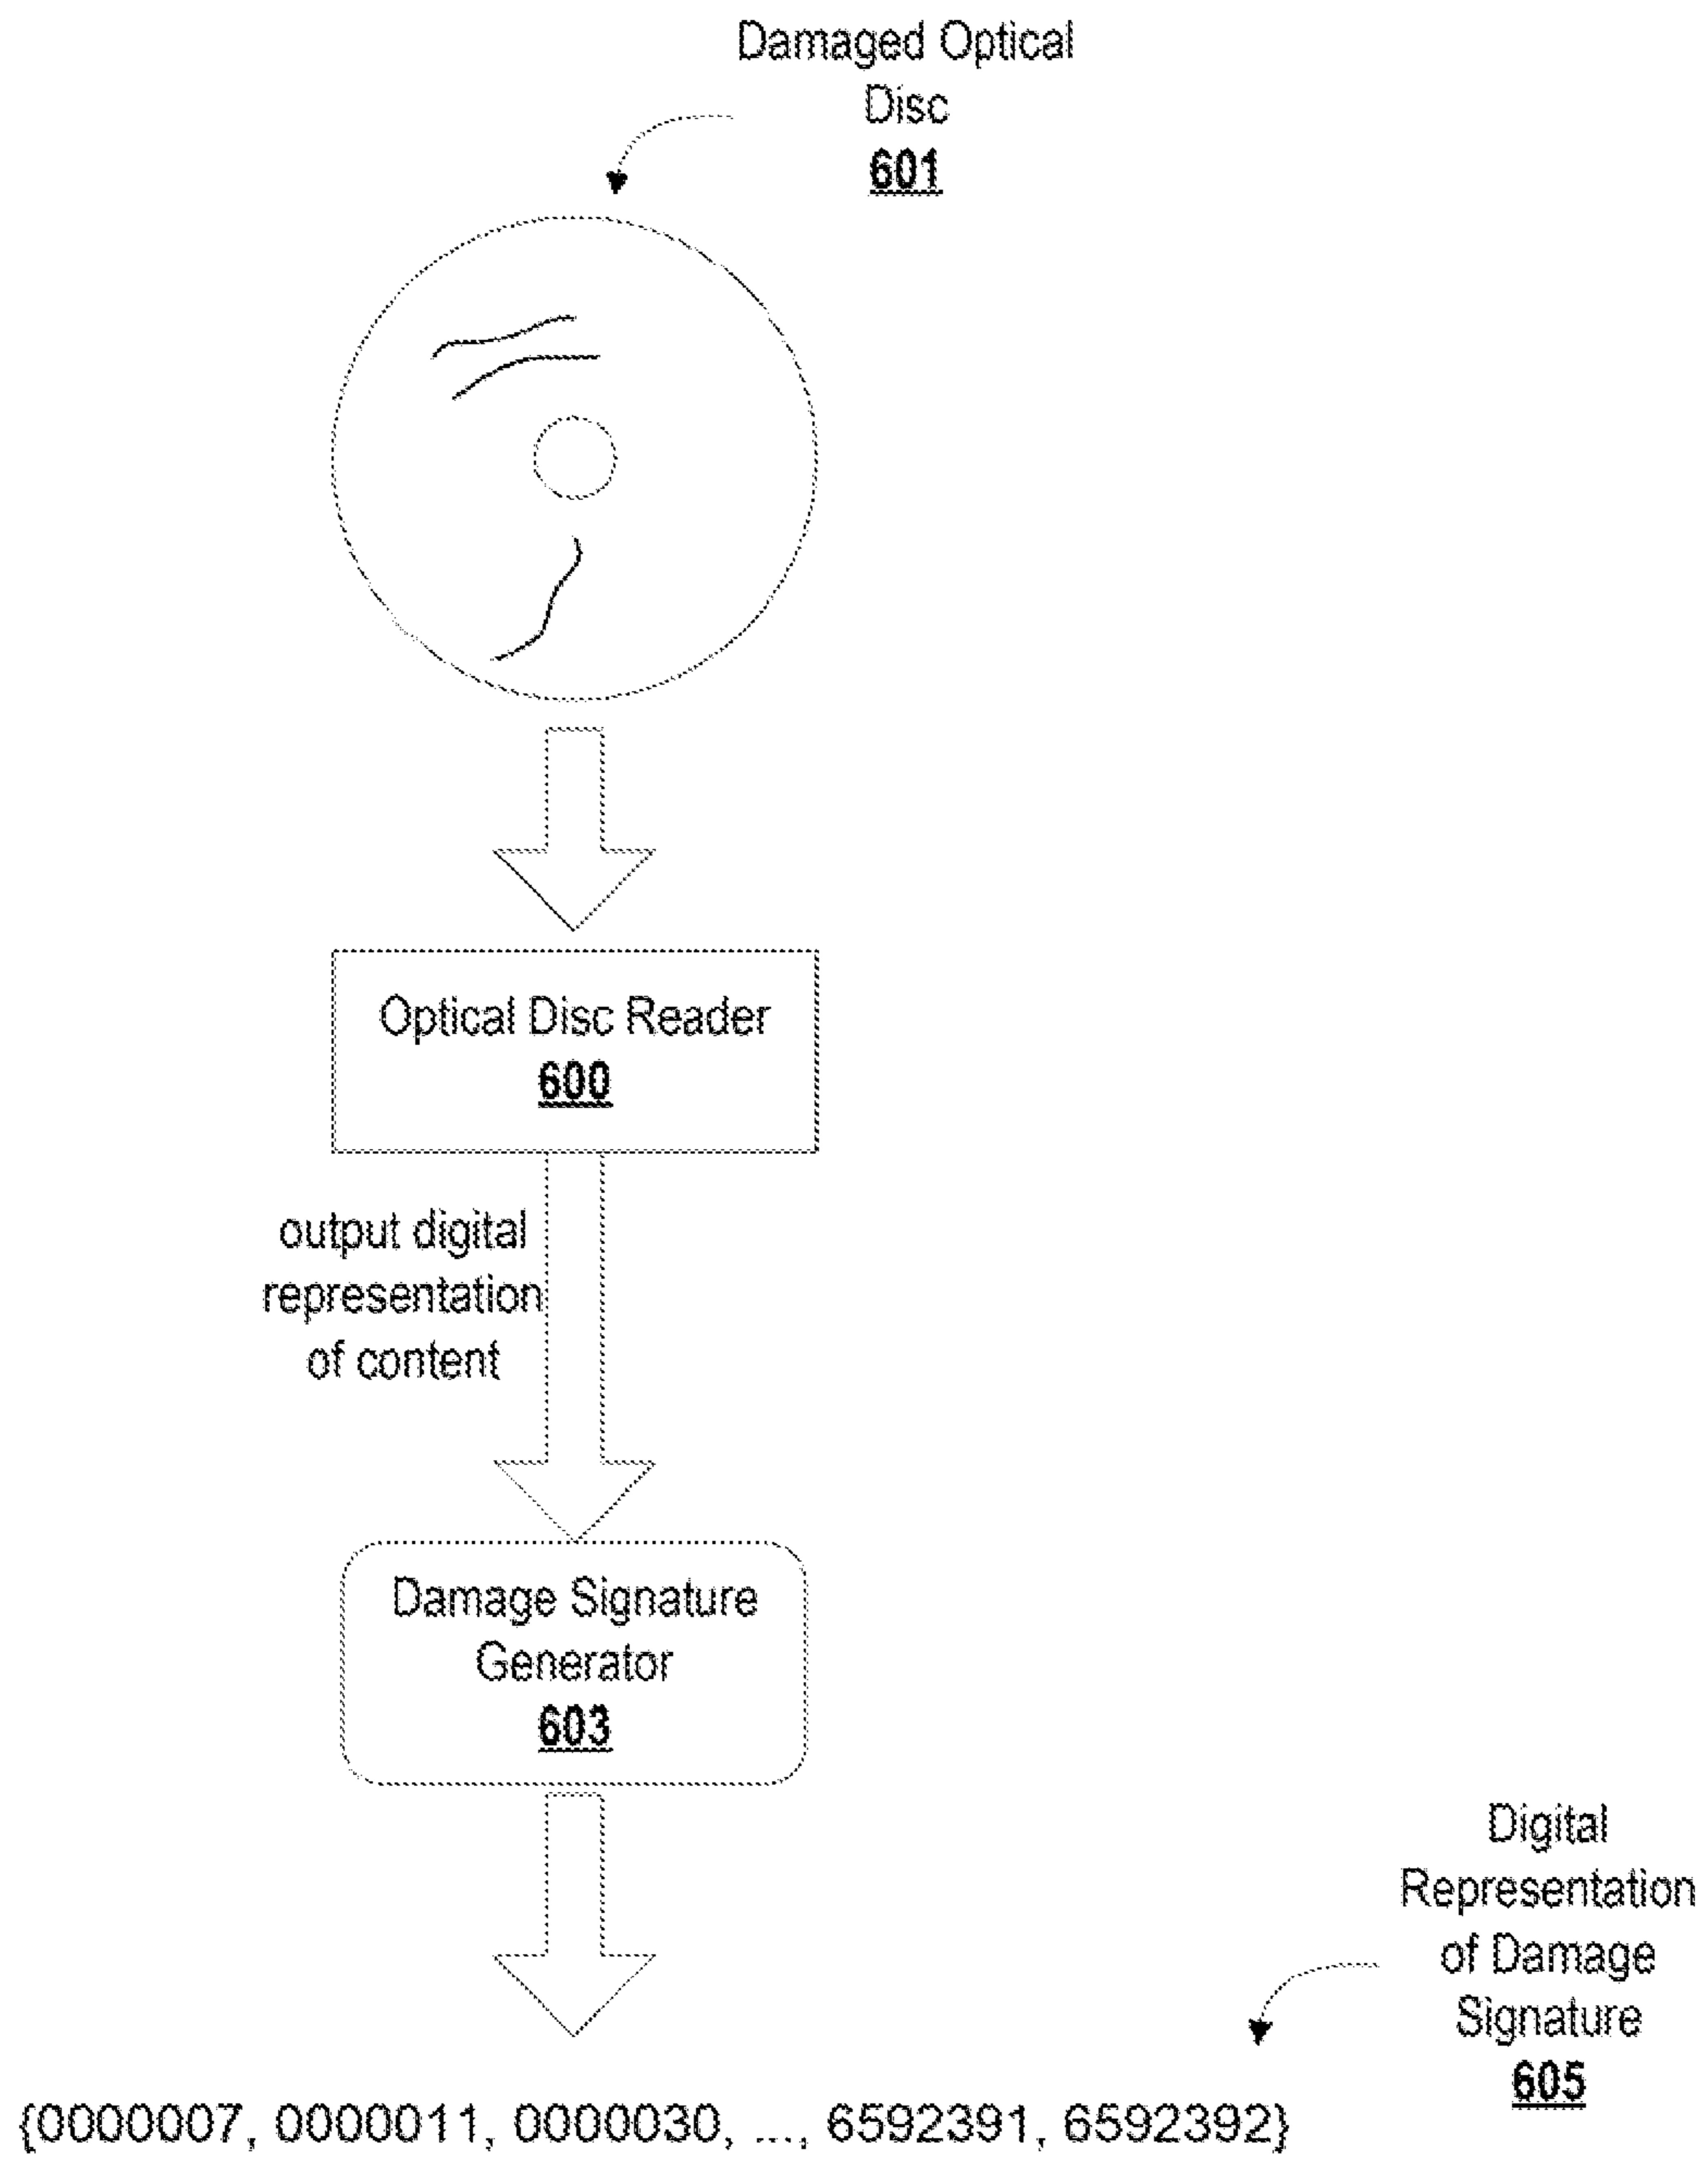 Damaged Optical
Disc
601
Optical Disc Reader
600
output digital
representation
of content
Damage Signature
Generator
603
Digital
Representation
of Damage
Signature
605
{0000007, 0000011, 0000030, ..., 6592391, 6592392}